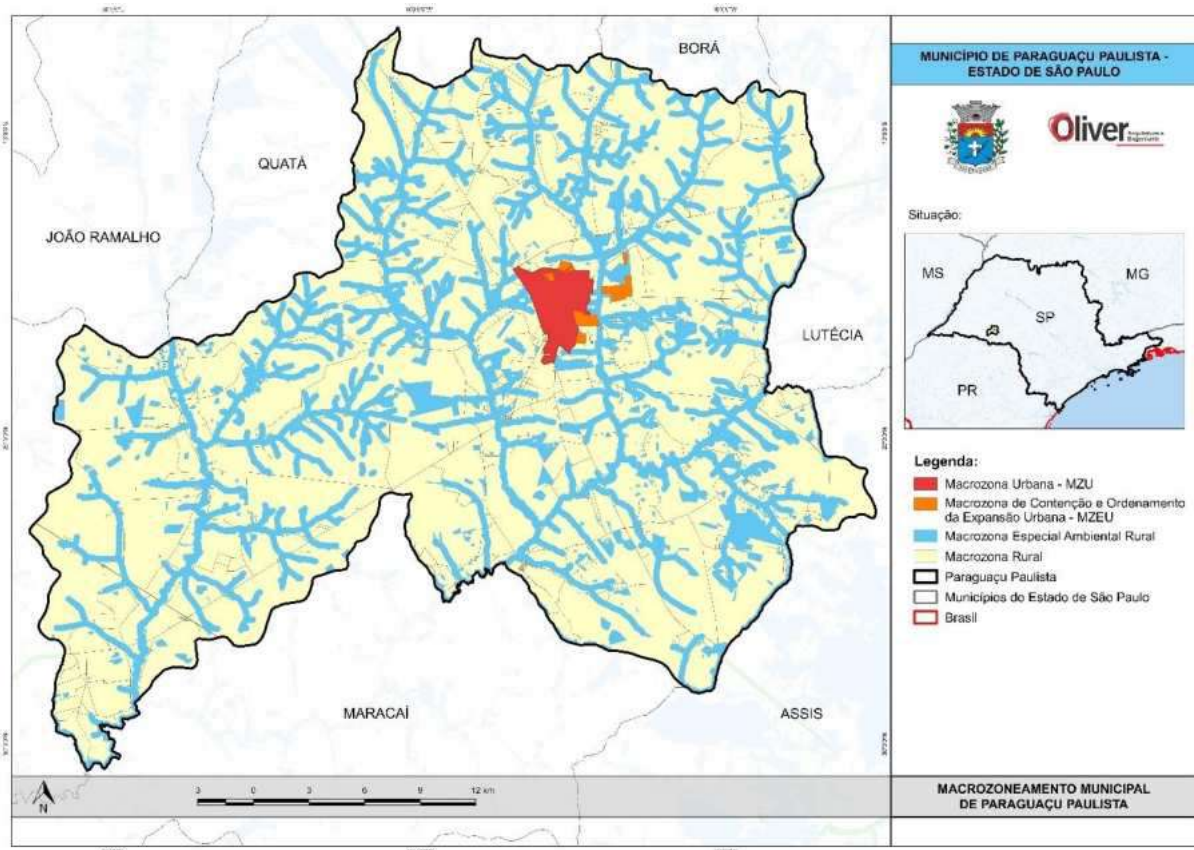 BORÁ
QUATÁ
JOÃO RAMALHO
LUTÉCIA
MARACAÍ
ASSIS
N
3 0 3 6 9 12 km
MUNICÍPIO DE PARAGUAÇU PAULISTA -
ESTADO DE SÃO PAULO
Oliver
Situação:
MS
MG
SP
PR
Legenda:
Macrozona Urbana - MZU
Macrozona de Contenção e Ordenamento
da Expansão Urbana - MZEU
Macrozona Especial Ambiental Rural
Macrozona Rural
Paraguaçu Paulista
Municípios do Estado de São Paulo
Brasil
MACROZONEAMENTO MUNICIPAL
DE PARAGUAÇU PAULISTA